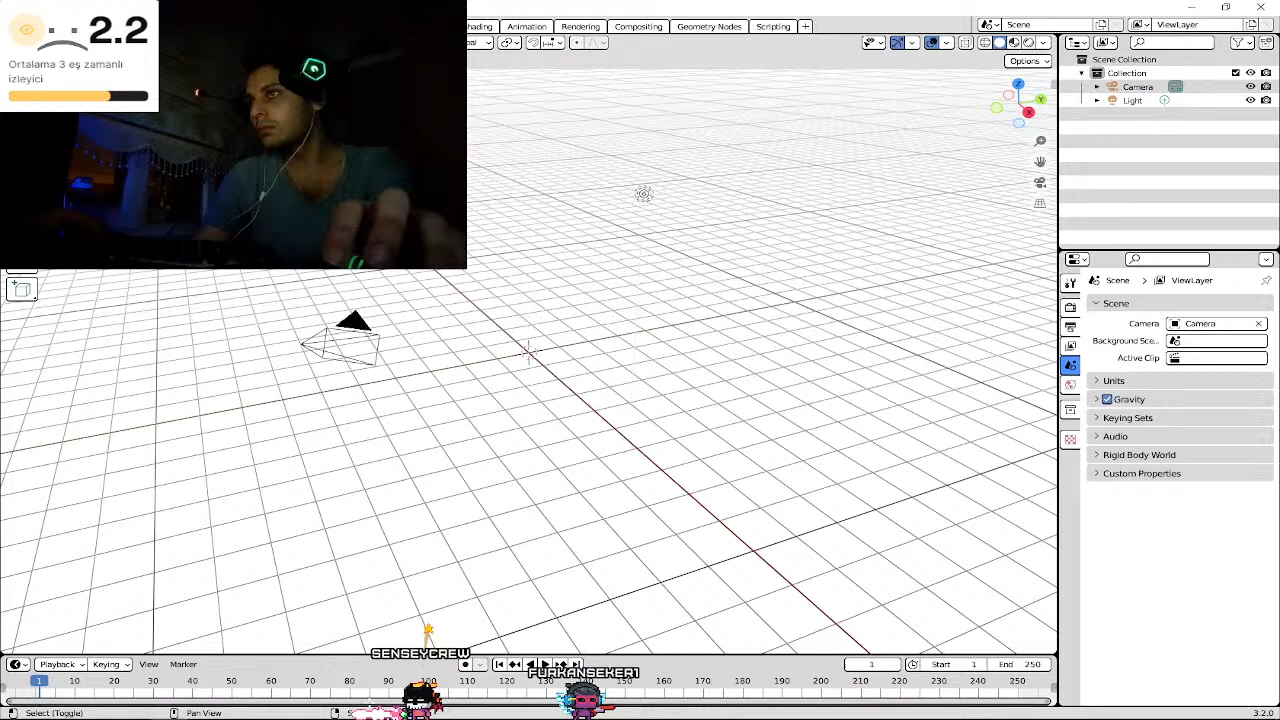 2.2
Ortalama 3 eş zamanlı
izleyici
Animation
Rendering
Compositing
Geometry Nodes
Scripting
Scene
ViewLayer
Options
Scene Collection
Collection
Camera
Light
Z
Y
X
Scene
ViewLayer
Scene
Camera
Camera
Background Sce..
Active Clip
Units
Gravity
Keying Sets
Audio
Rigid Body World
Custom Properties
SENSEYCREW
FURKANSEKER1
Playback
Keying
View
Marker
1
Start 1
End 250
1 10 20 30 40 50 60 70 80 90 100 110 120 130 140 150 160 170 180 190 200 210 220 230 240 250
Select (Toggle)
Pan View
3.2.0